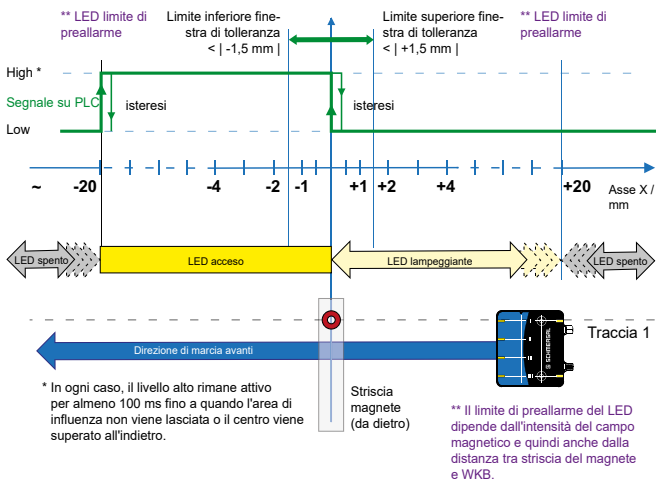 ** LED limite di
preallarme
Limite inferiore fine-
stra di tolleranza
< | -1,5 mm |
Limite superiore fine-
stra di tolleranza
< | +1,5 mm |
** LED limite di
preallarme
High *
Segnale su PLC
isteresi
isteresi
Low
~ -20 -4 -2 -1 +1 +2 +4 +20 Asse X /
mm
LED spento
LED acceso
LED lampeggiante
LED spento
Traccia 1
S SCHMERSAL
Direzione di marcia avanti
* In ogni caso, il livello alto rimane attivo
per almeno 100 ms fino a quando l'area di
influenza non viene lasciata o il centro viene
superato all'indietro.
Striscia
magnete
(da dietro)
** Il limite di preallarme del LED
dipende dall'intensità del campo
magnetico e quindi anche dalla
distanza tra striscia del magnete
e WKB.